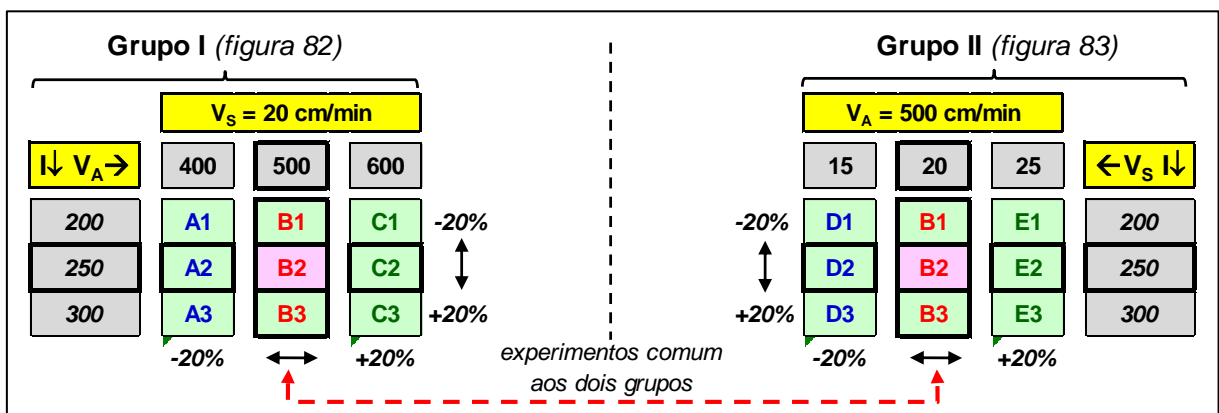 Grupo I (figura 82)
Grupo II (figura 83)
VS = 20 cm/min
VA = 500 cm/min
I↓ VA→ 400 500 600
15 20 25 ←VS I↓
200 A1 B1 C1 -20%
-20% D1 B1 E1 200
250 A2 B2 C2
D2 B2 E2 250
300 A3 B3 C3 +20%
+20% D3 B3 E3 300
-20% ↔ +20%
-20% ↔ +20%
experimentos comum
aos dois grupos